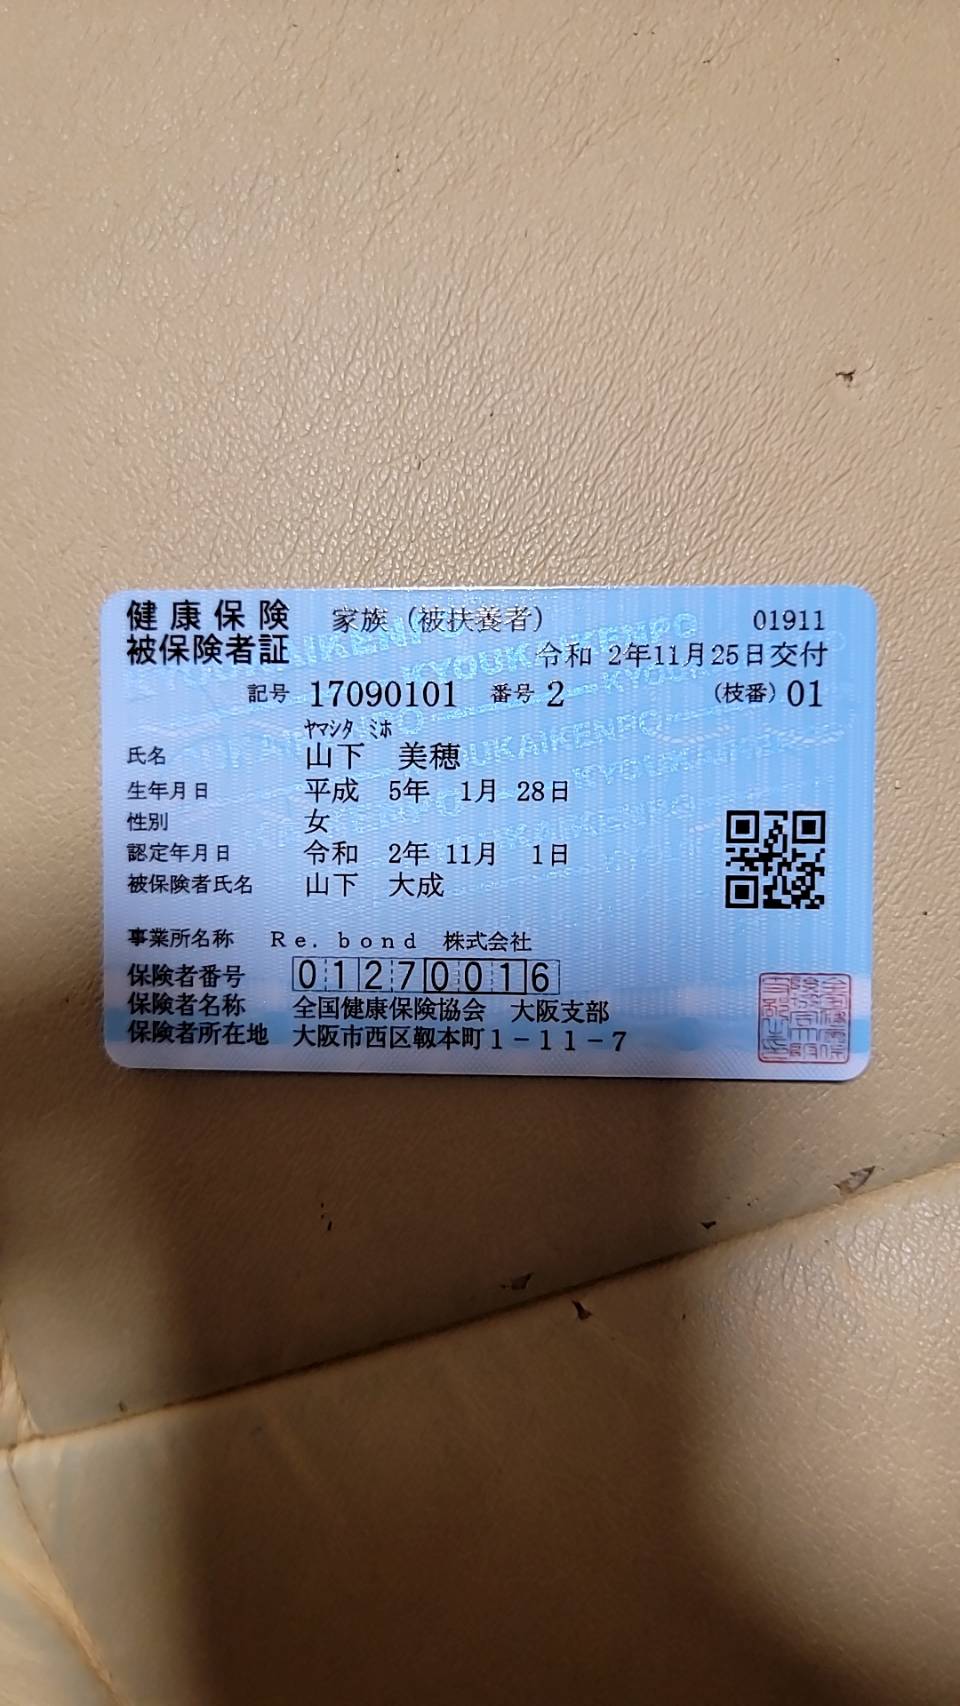 健康保険 家族（被扶養者） 01911
被保険者証 令和 2年11月25日交付
記号 17090101 番号 2 （枝番）01
ﾔﾏｼﾀ ﾐﾎ
氏名 山下 美穂
生年月日 平成 5年 1月 28日
性別 女
認定年月日 令和 2年 11月 1日
被保険者氏名 山下 大成
事業所名称 Ｒｅ．ｂｏｎｄ 株式会社
保険者番号 01270016
保険者名称 全国健康保険協会 大阪支部
保険者所在地 大阪市西区靱本町１－１１－７